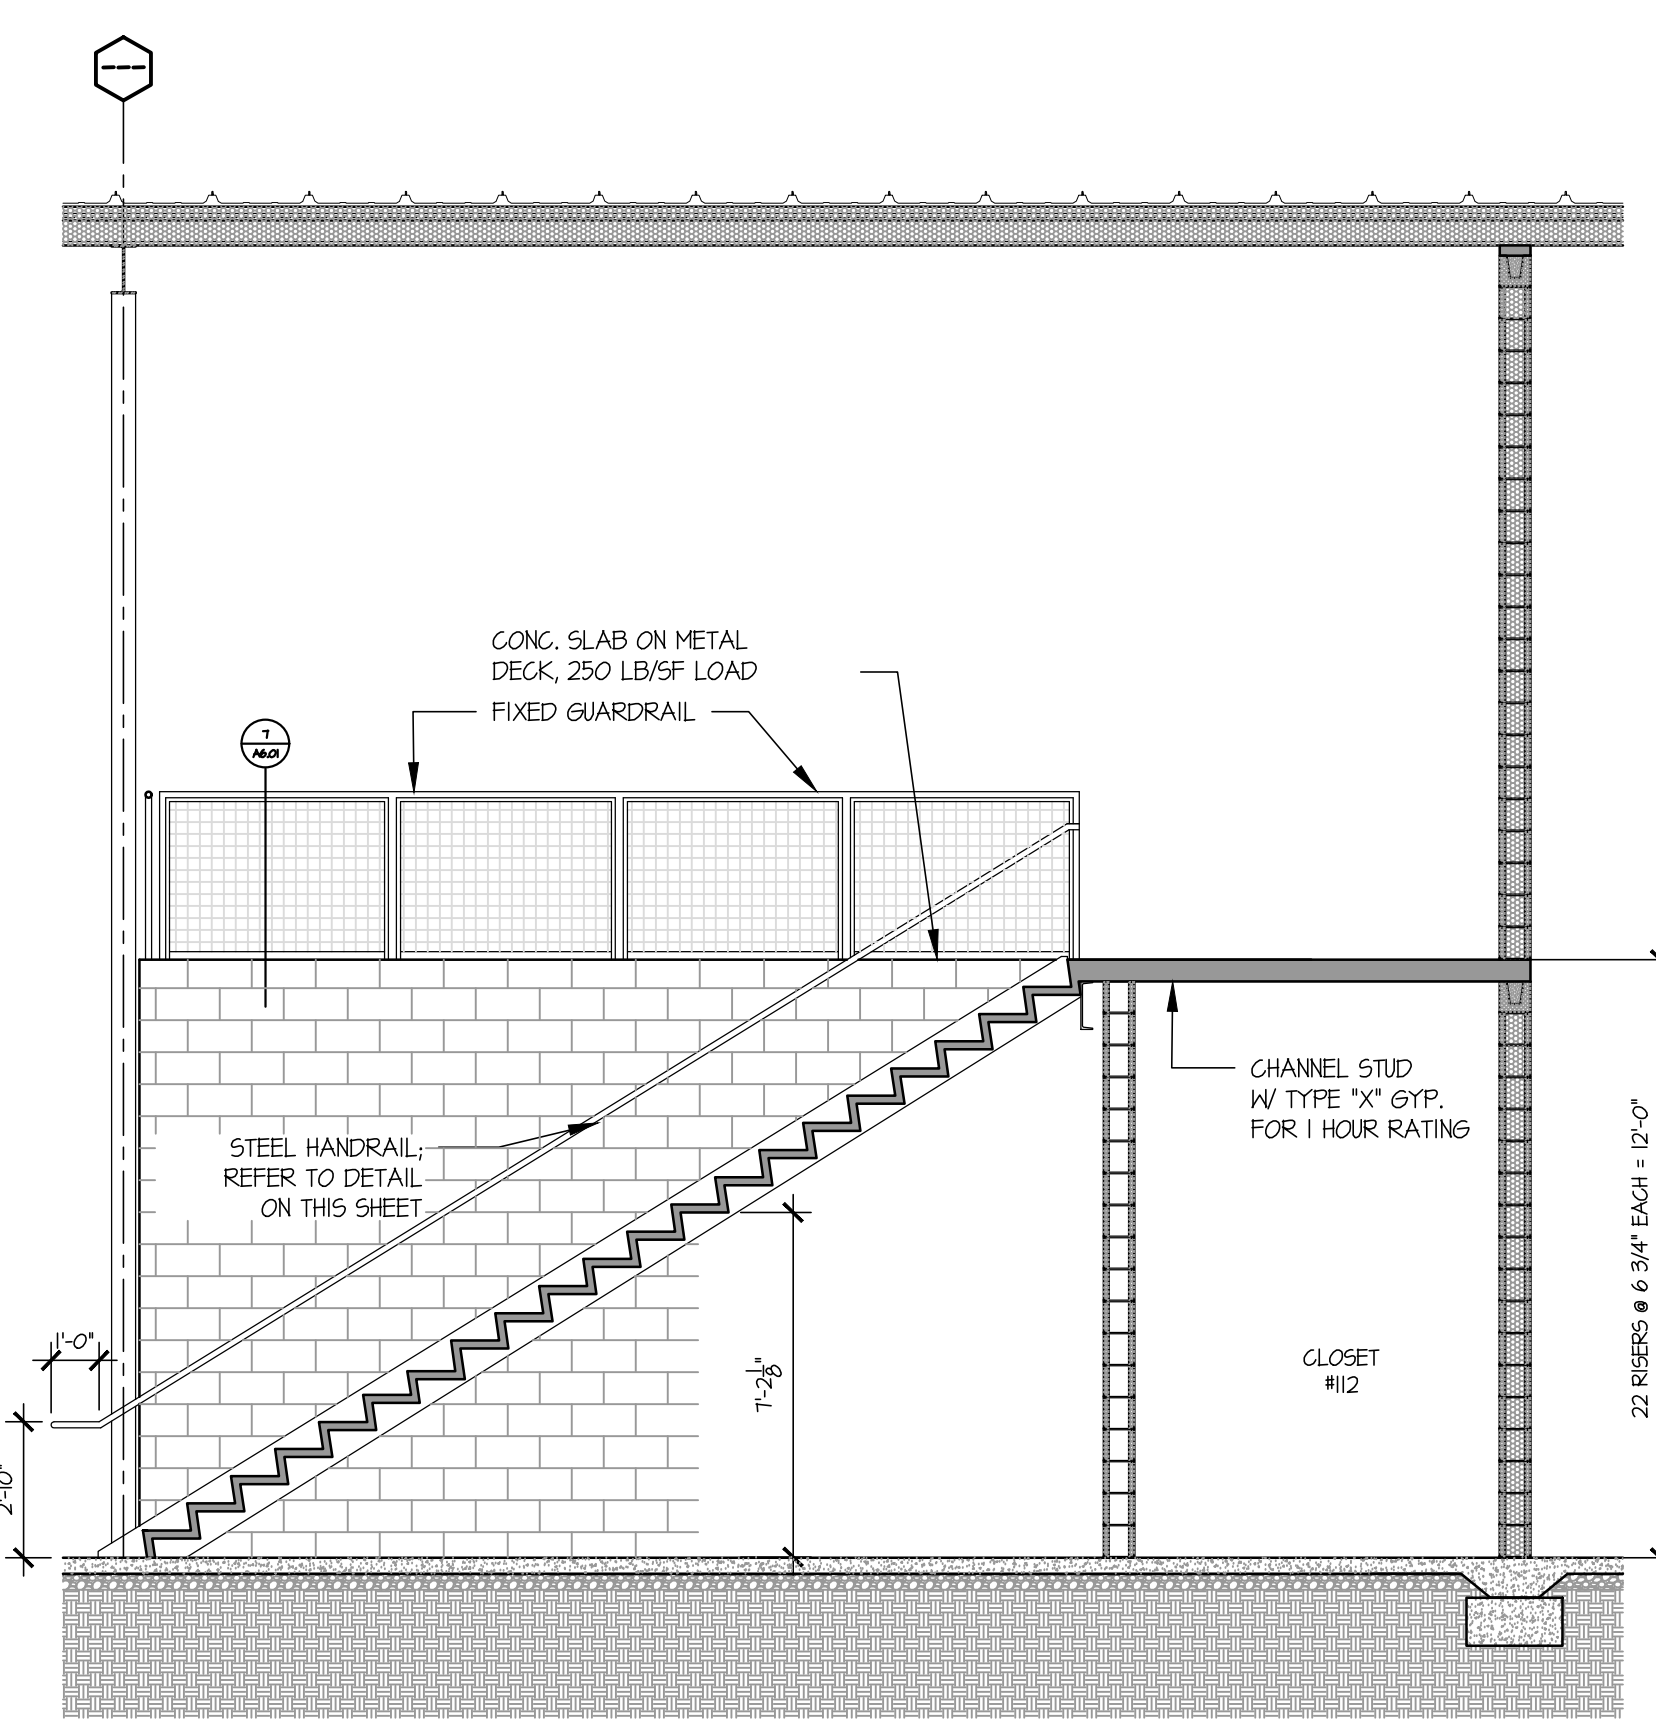 ---
CONC. SLAB ON METAL
DECK, 250 LB/SF LOAD
FIXED GUARDRAIL
7
A6.01
CHANNEL STUD
W/ TYPE "X" GYP.
FOR 1 HOUR RATING
STEEL HANDRAIL;
REFER TO DETAIL
ON THIS SHEET
1'-0"
2'-10"
7'-2 1/8"
CLOSET
#112
22 RISERS @ 6 3/4" EACH = 12'-0"